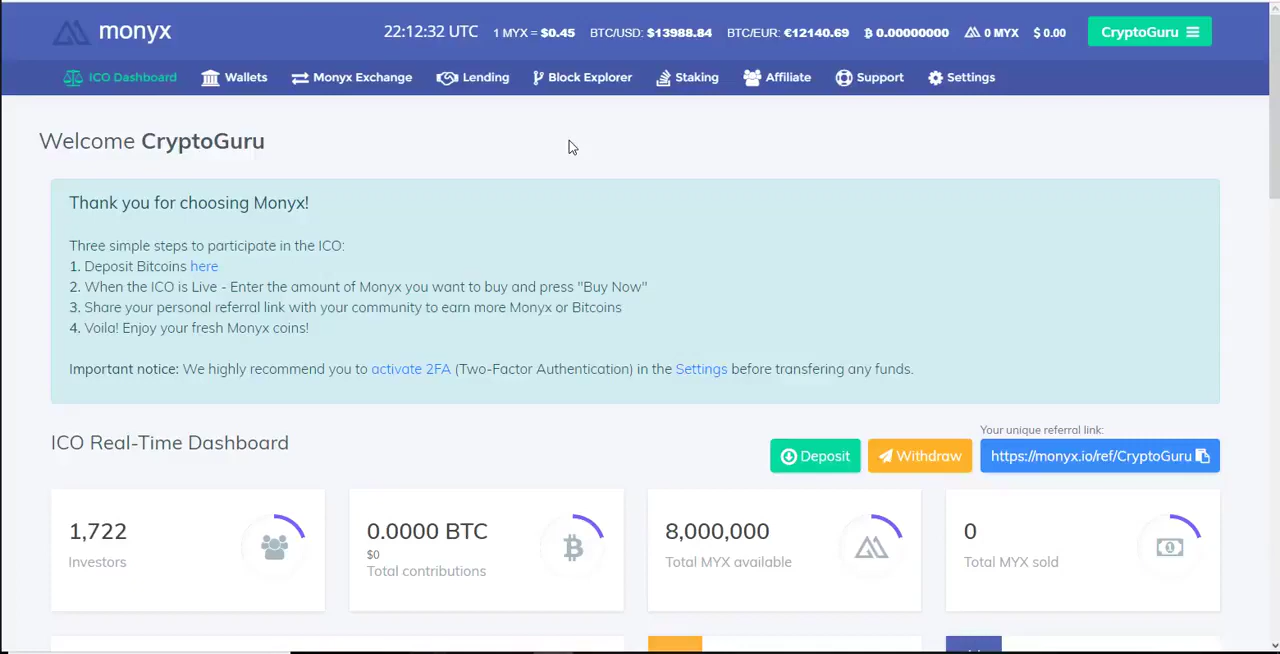 monyx
22:12:32 UTC 1 MYX = $0.45 BTC/USD: $13988.84 BTC/EUR: €12140.69 0.00000000 0 MYX $ 0.00 CryptoGuru
ICO Dashboard Wallets Monyx Exchange Lending Block Explorer Staking Affiliate Support Settings
Welcome CryptoGuru
Thank you for choosing Monyx!
Three simple steps to participate in the ICO:
1. Deposit Bitcoins here
2. When the ICO is Live - Enter the amount of Monyx you want to buy and press "Buy Now"
3. Share your personal referral link with your community to earn more Monyx or Bitcoins
4. Voila! Enjoy your fresh Monyx coins!
Important notice: We highly recommend you to activate 2FA (Two-Factor Authentication) in the Settings before transfering any funds.
ICO Real-Time Dashboard
Your unique referral link:
Deposit Withdraw https://monyx.io/ref/CryptoGuru
1,722
Investors
0.0000 BTC
$0
Total contributions
8,000,000
Total MYX available
0
Total MYX sold